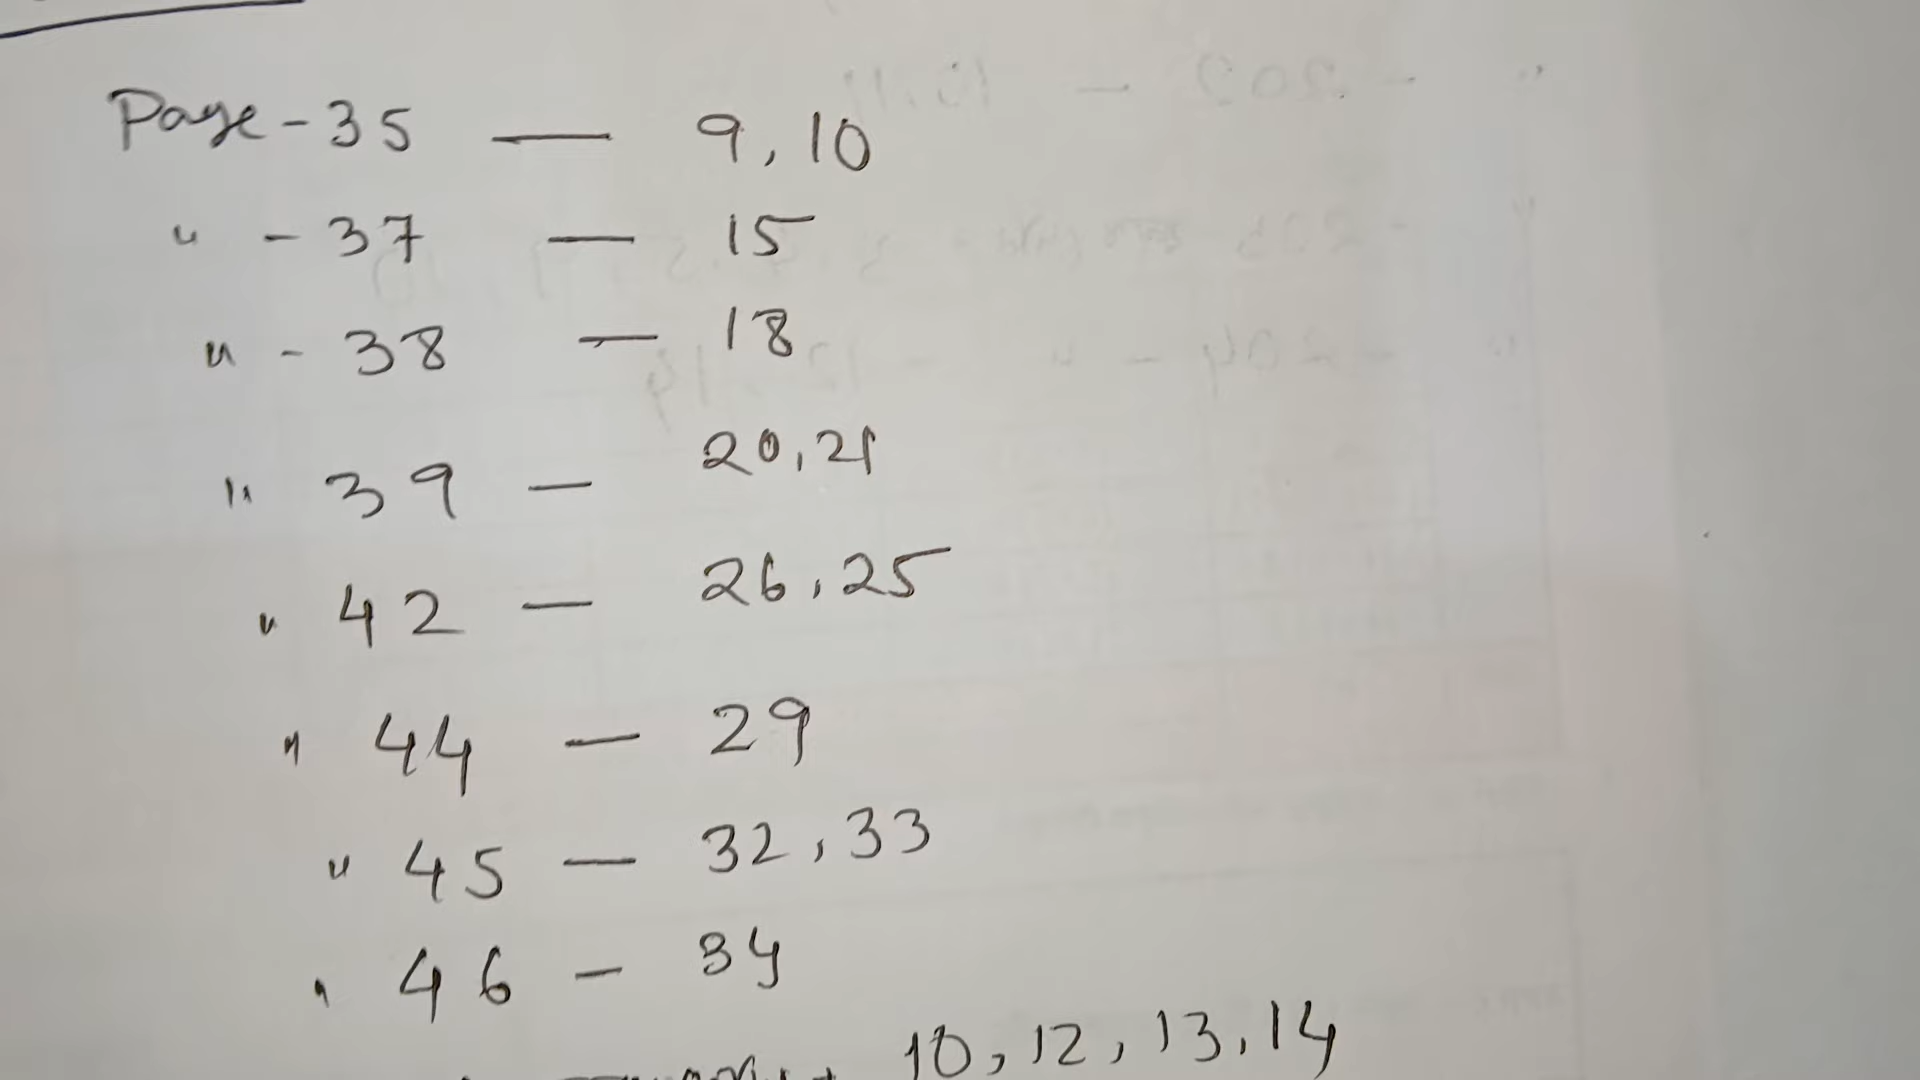 Page - 35 — 9, 10
" - 37 — 15
" - 38 — 18
" 39 — 20, 21
" 42 — 26, 25
" 44 — 29
" 45 — 32, 33
" 46 — 34
10, 12, 13, 14